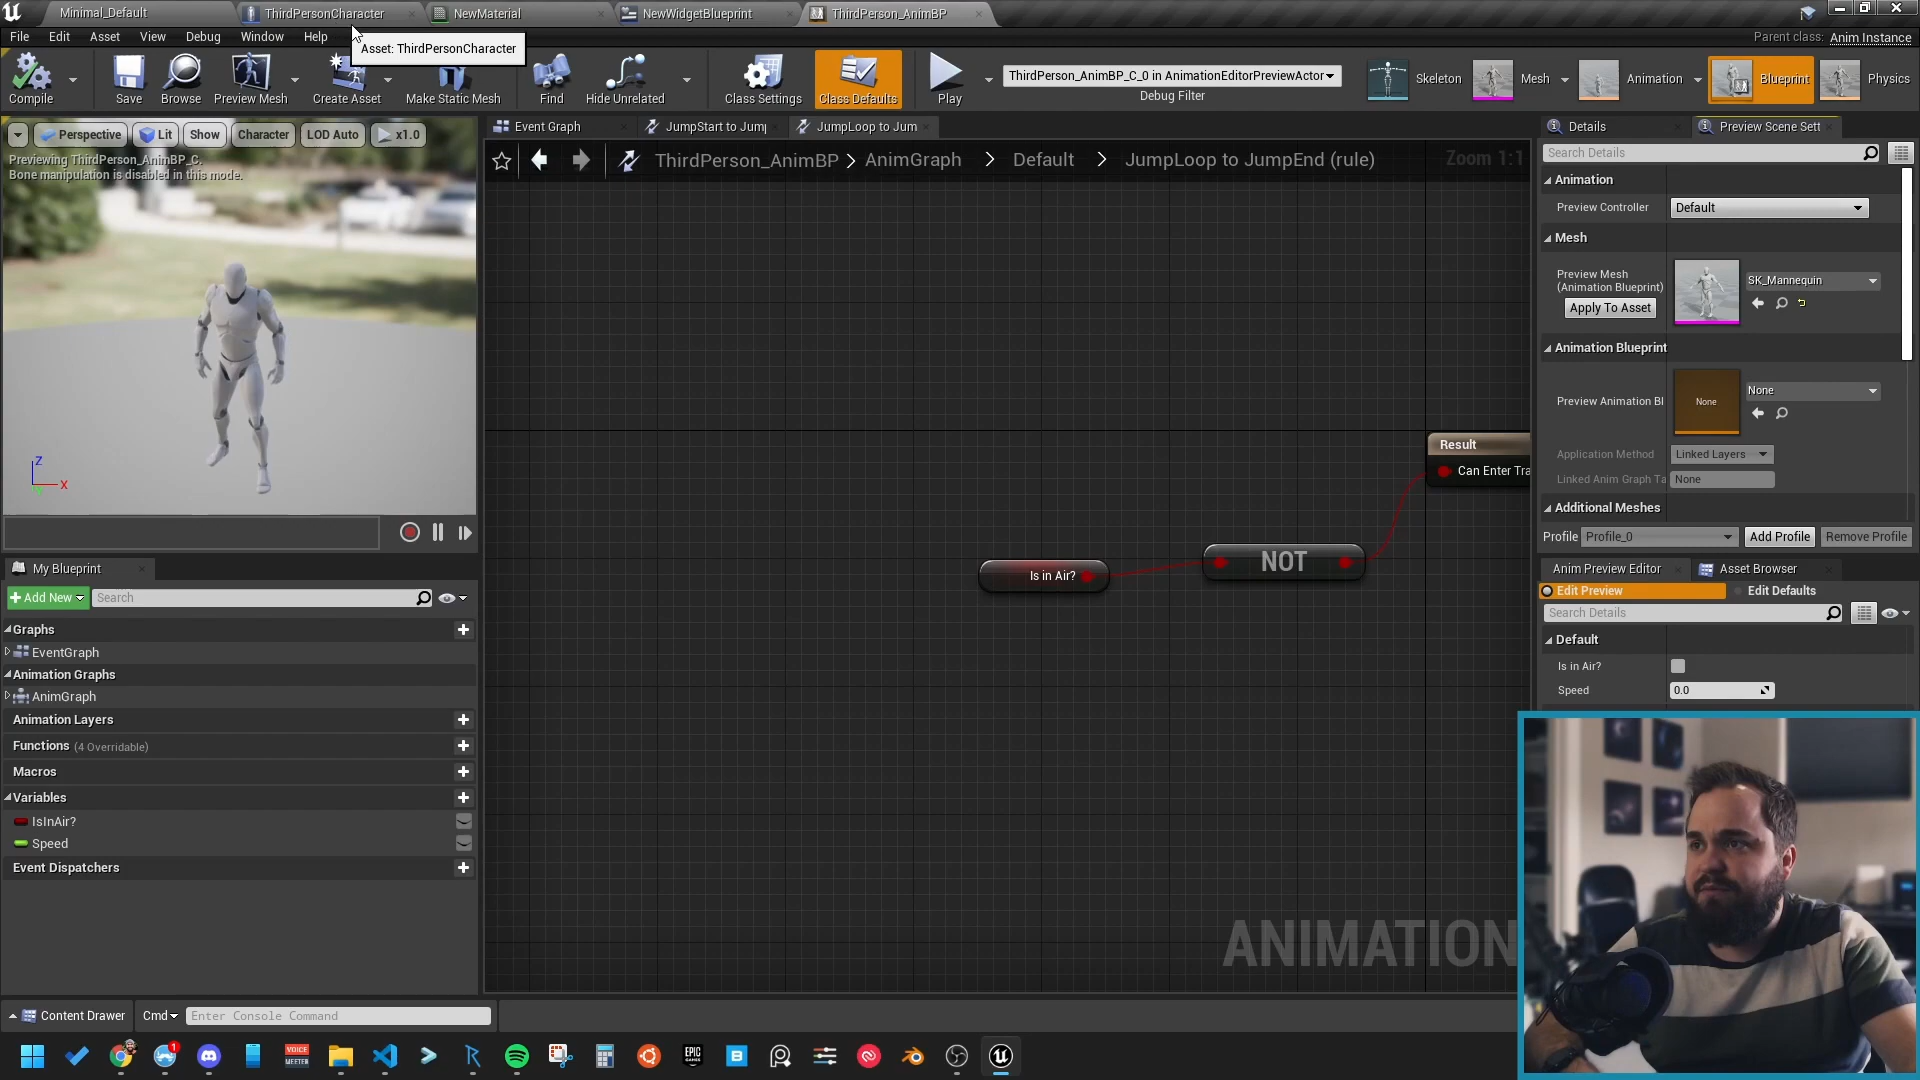 Minimal_Default
ThirdPersonCharacter
NewMaterial
NewWidgetBlueprint
ThirdPerson_AnimBP
File Edit Asset View Debug Window Help
Asset: ThirdPersonCharacter
Parent class: Anim Instance
Compile
Save
Browse
Preview Mesh
Create Asset
Make Static Mesh
Find
Hide Unrelated
Class Settings
Class Defaults
Play
ThirdPerson_AnimBP_C_0 in AnimationEditorPreviewActor
Debug Filter
Skeleton
Mesh
Animation
Blueprint
Physics
Perspective
Lit
Show
Character
LOD Auto
x1.0
Previewing ThirdPerson_AnimBP_C.
Bone manipulation is disabled in this mode.
Z
X
Event Graph
JumpStart to Jump
JumpLoop to Jum
ThirdPerson_AnimBP > AnimGraph > Default > JumpLoop to JumpEnd (rule)
Zoom 1:1
Result
Can Enter Tra
Is in Air?
NOT
ANIMATION
My Blueprint
Add New
Search
Graphs
EventGraph
Animation Graphs
AnimGraph
Animation Layers
Functions (4 Overridable)
Macros
Variables
IsInAir?
Speed
Event Dispatchers
Details
Preview Scene Sett
Search Details
Animation
Preview Controller
Default
Mesh
Preview Mesh
(Animation Blueprint)
Apply To Asset
SK_Mannequin
Animation Blueprint
Preview Animation Bl
None
None
Application Method
Linked Layers
Linked Anim Graph Ta
None
Additional Meshes
Profile
Profile_0
Add Profile
Remove Profile
Anim Preview Editor
Asset Browser
Edit Preview
Edit Defaults
Search Details
Default
Is in Air?
Speed
0.0
Content Drawer
Cmd
Enter Console Command
1
VOICE
MEETER
EPIC
GAMES